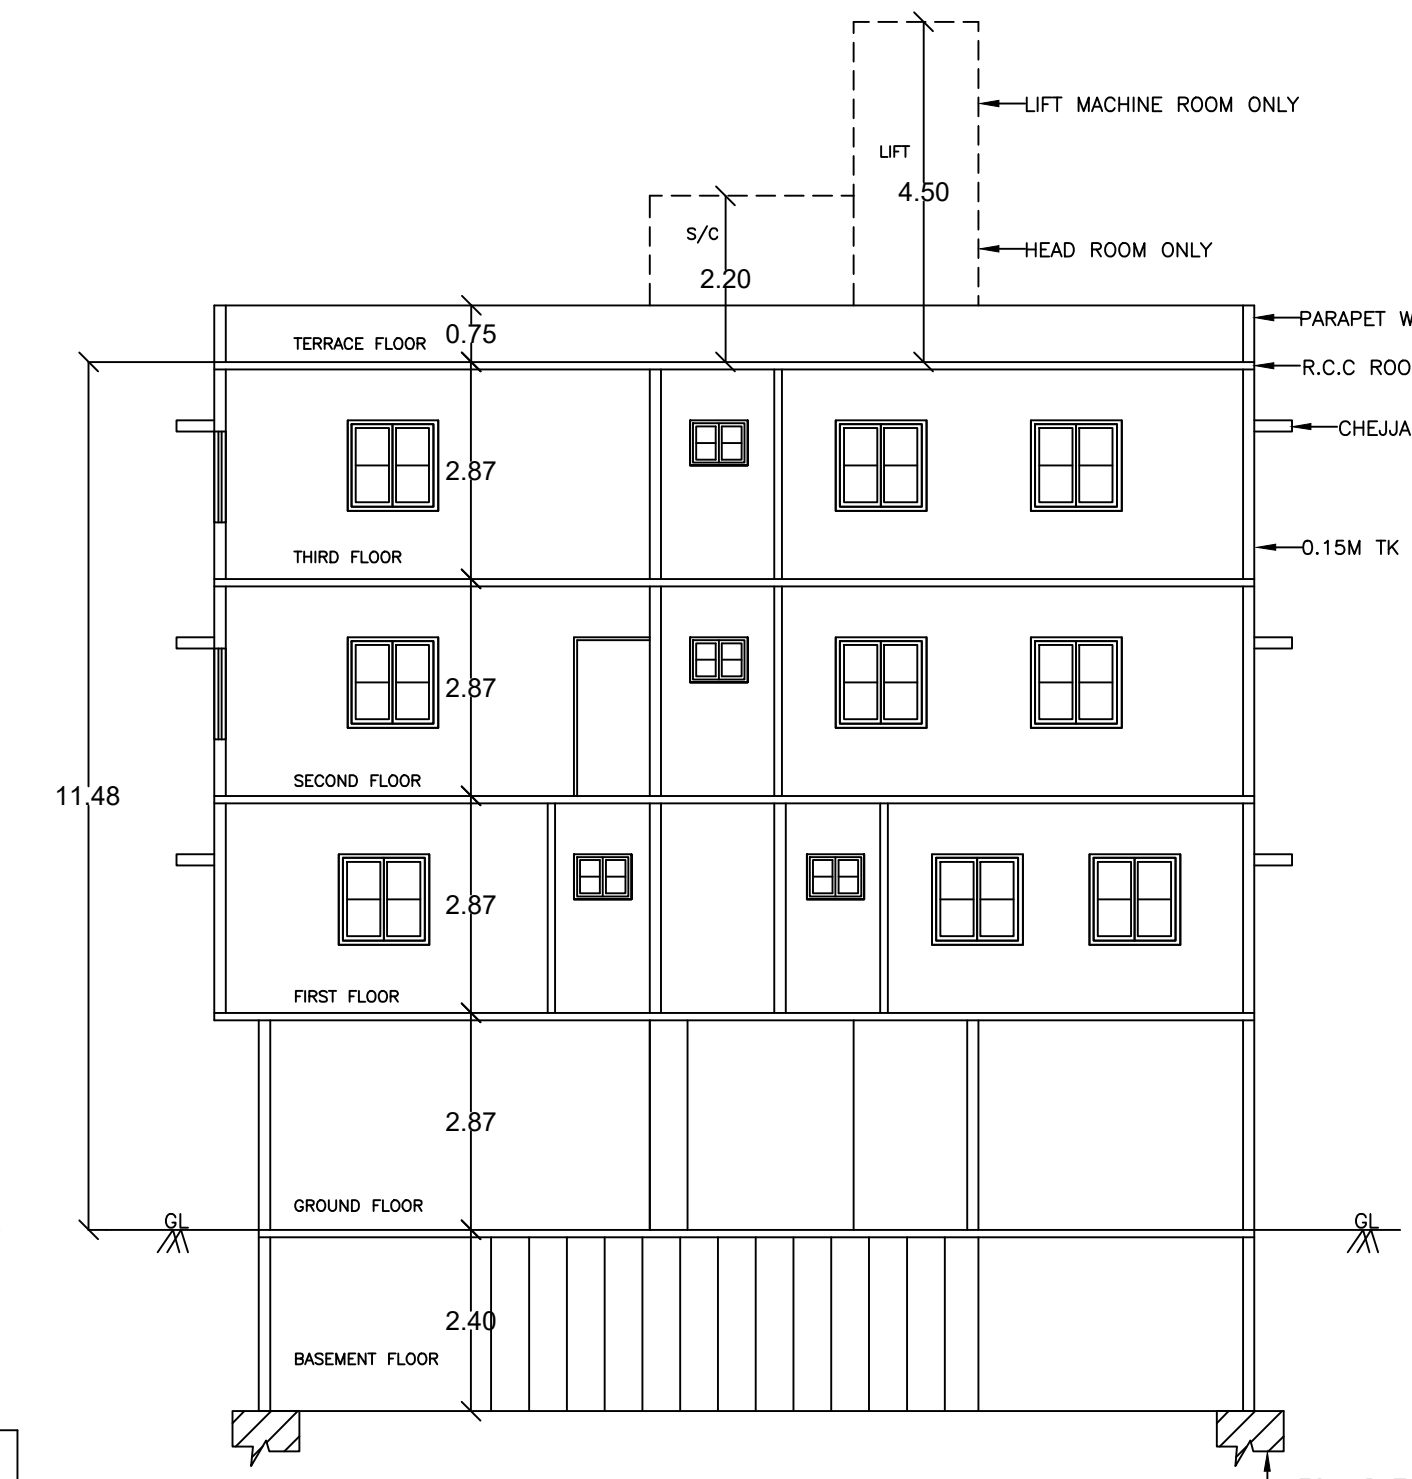 LIFT MACHINE ROOM ONLY
LIFT
4.50
S/C
HEAD ROOM ONLY
2.20
PARAPET W
0.75
TERRACE FLOOR
R.C.C ROO
CHEJJA
2.87
0.15M TK
THIRD FLOOR
2.87
SECOND FLOOR
11.48
2.87
FIRST FLOOR
2.87
GROUND FLOOR
GL
GL
2.40
BASEMENT FLOOR